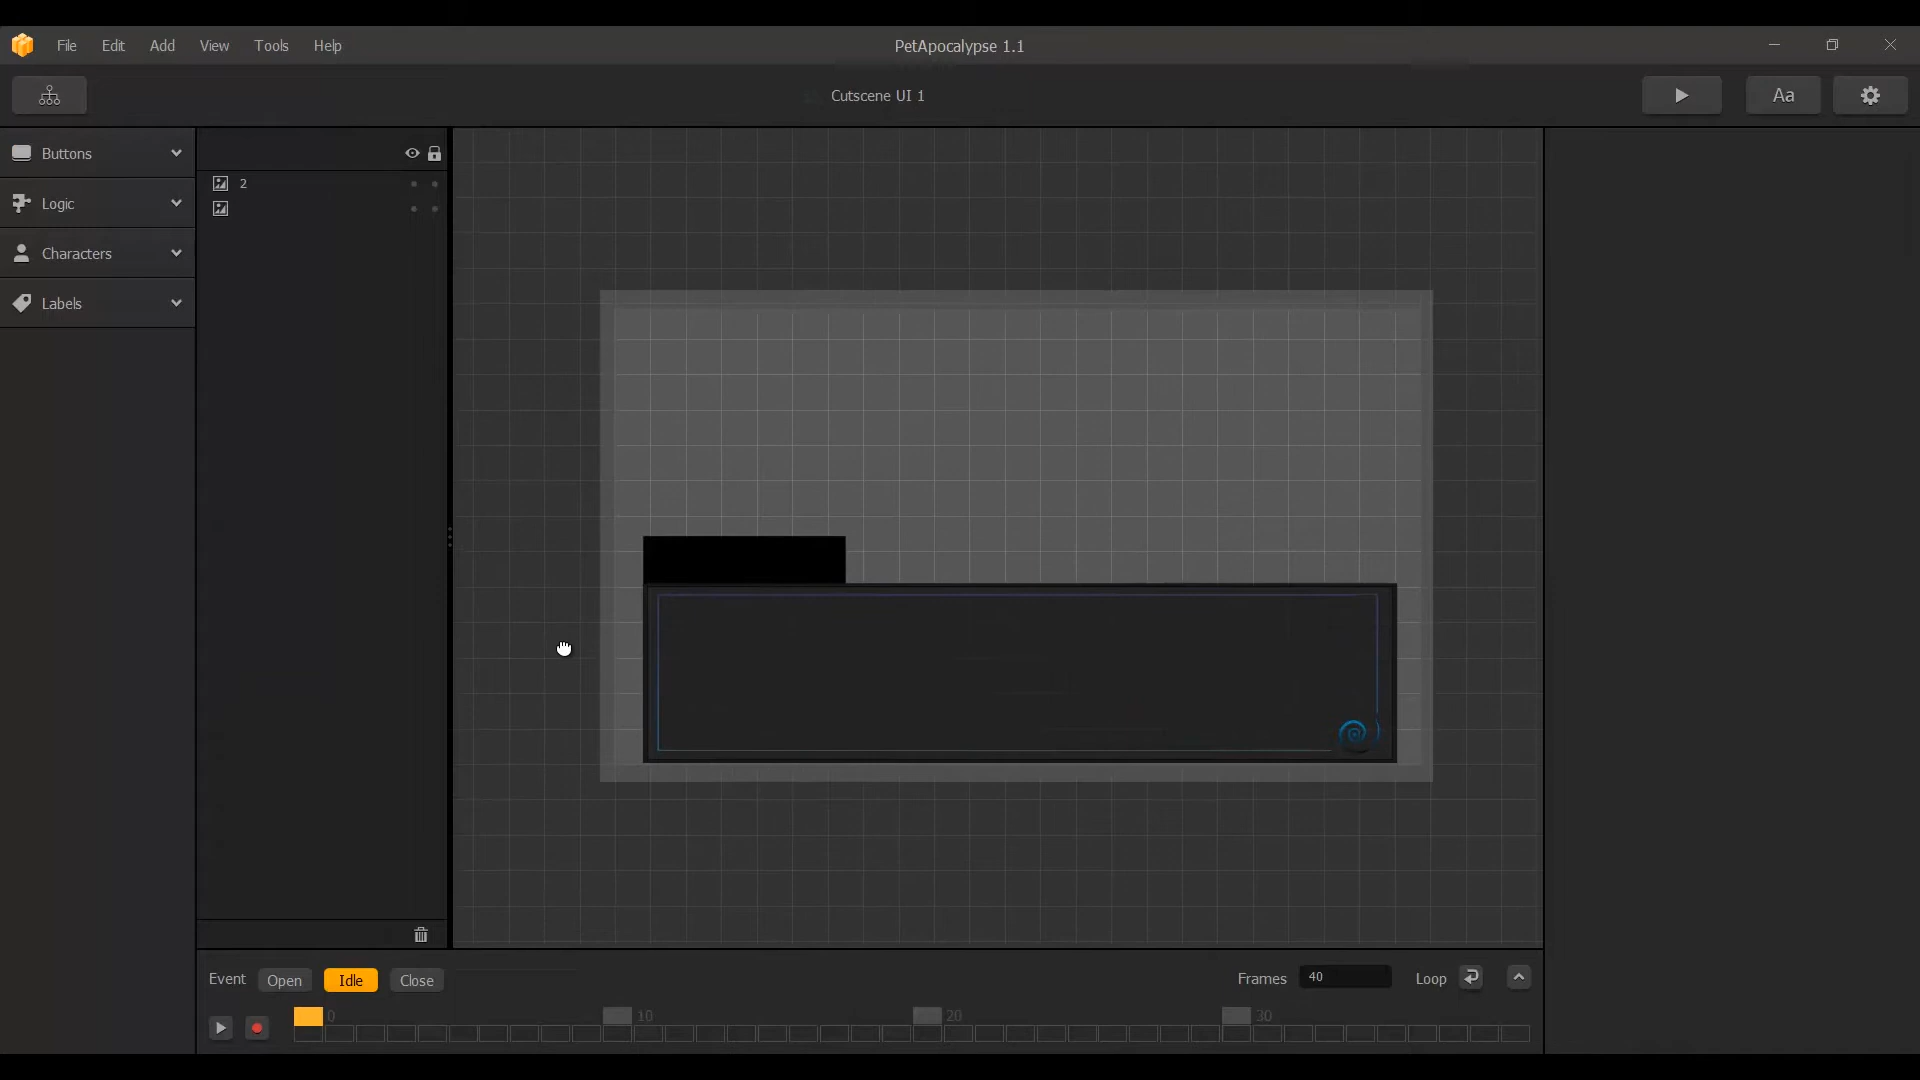 File Edit Add View Tools Help
PetApocalypse 1.1
Cutscene UI 1
Aa
Buttons
Logic
Characters
Labels
2
Event Open Idle Close
Frames 40 Loop
0 10 20 30